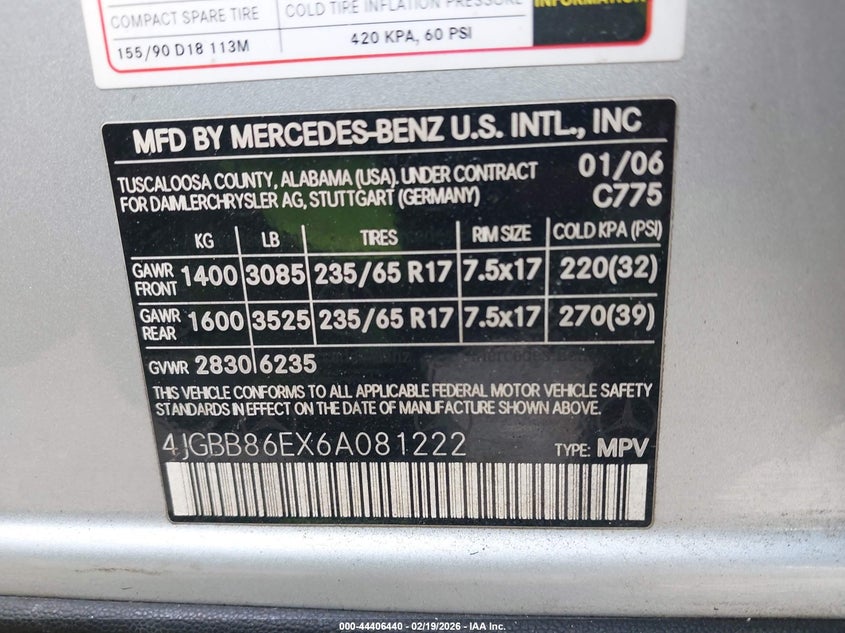 COMPACT SPARE TIRE COLD TIRE INFLATION PRESSURE
INFORMATION
155/90 D18 113M 420 KPA, 60 PSI
MFD BY MERCEDES-BENZ U.S. INTL., INC
TUSCALOOSA COUNTY, ALABAMA (USA). UNDER CONTRACT 01/06
FOR DAIMLERCHRYSLER AG, STUTTGART (GERMANY) C775
KG LB TIRES RIM SIZE COLD KPA (PSI)
GAWR FRONT 1400 3085 235/65 R17 7.5x17 220(32)
GAWR REAR 1600 3525 235/65 R17 7.5x17 270(39)
GVWR 2830 6235
THIS VEHICLE CONFORMS TO ALL APPLICABLE FEDERAL MOTOR VEHICLE SAFETY
STANDARDS IN EFFECT ON THE DATE OF MANUFACTURE SHOWN ABOVE.
4JGBB86EX6A081222 TYPE: MPV
000-44406440 - 02/19/2026 - IAA Inc.